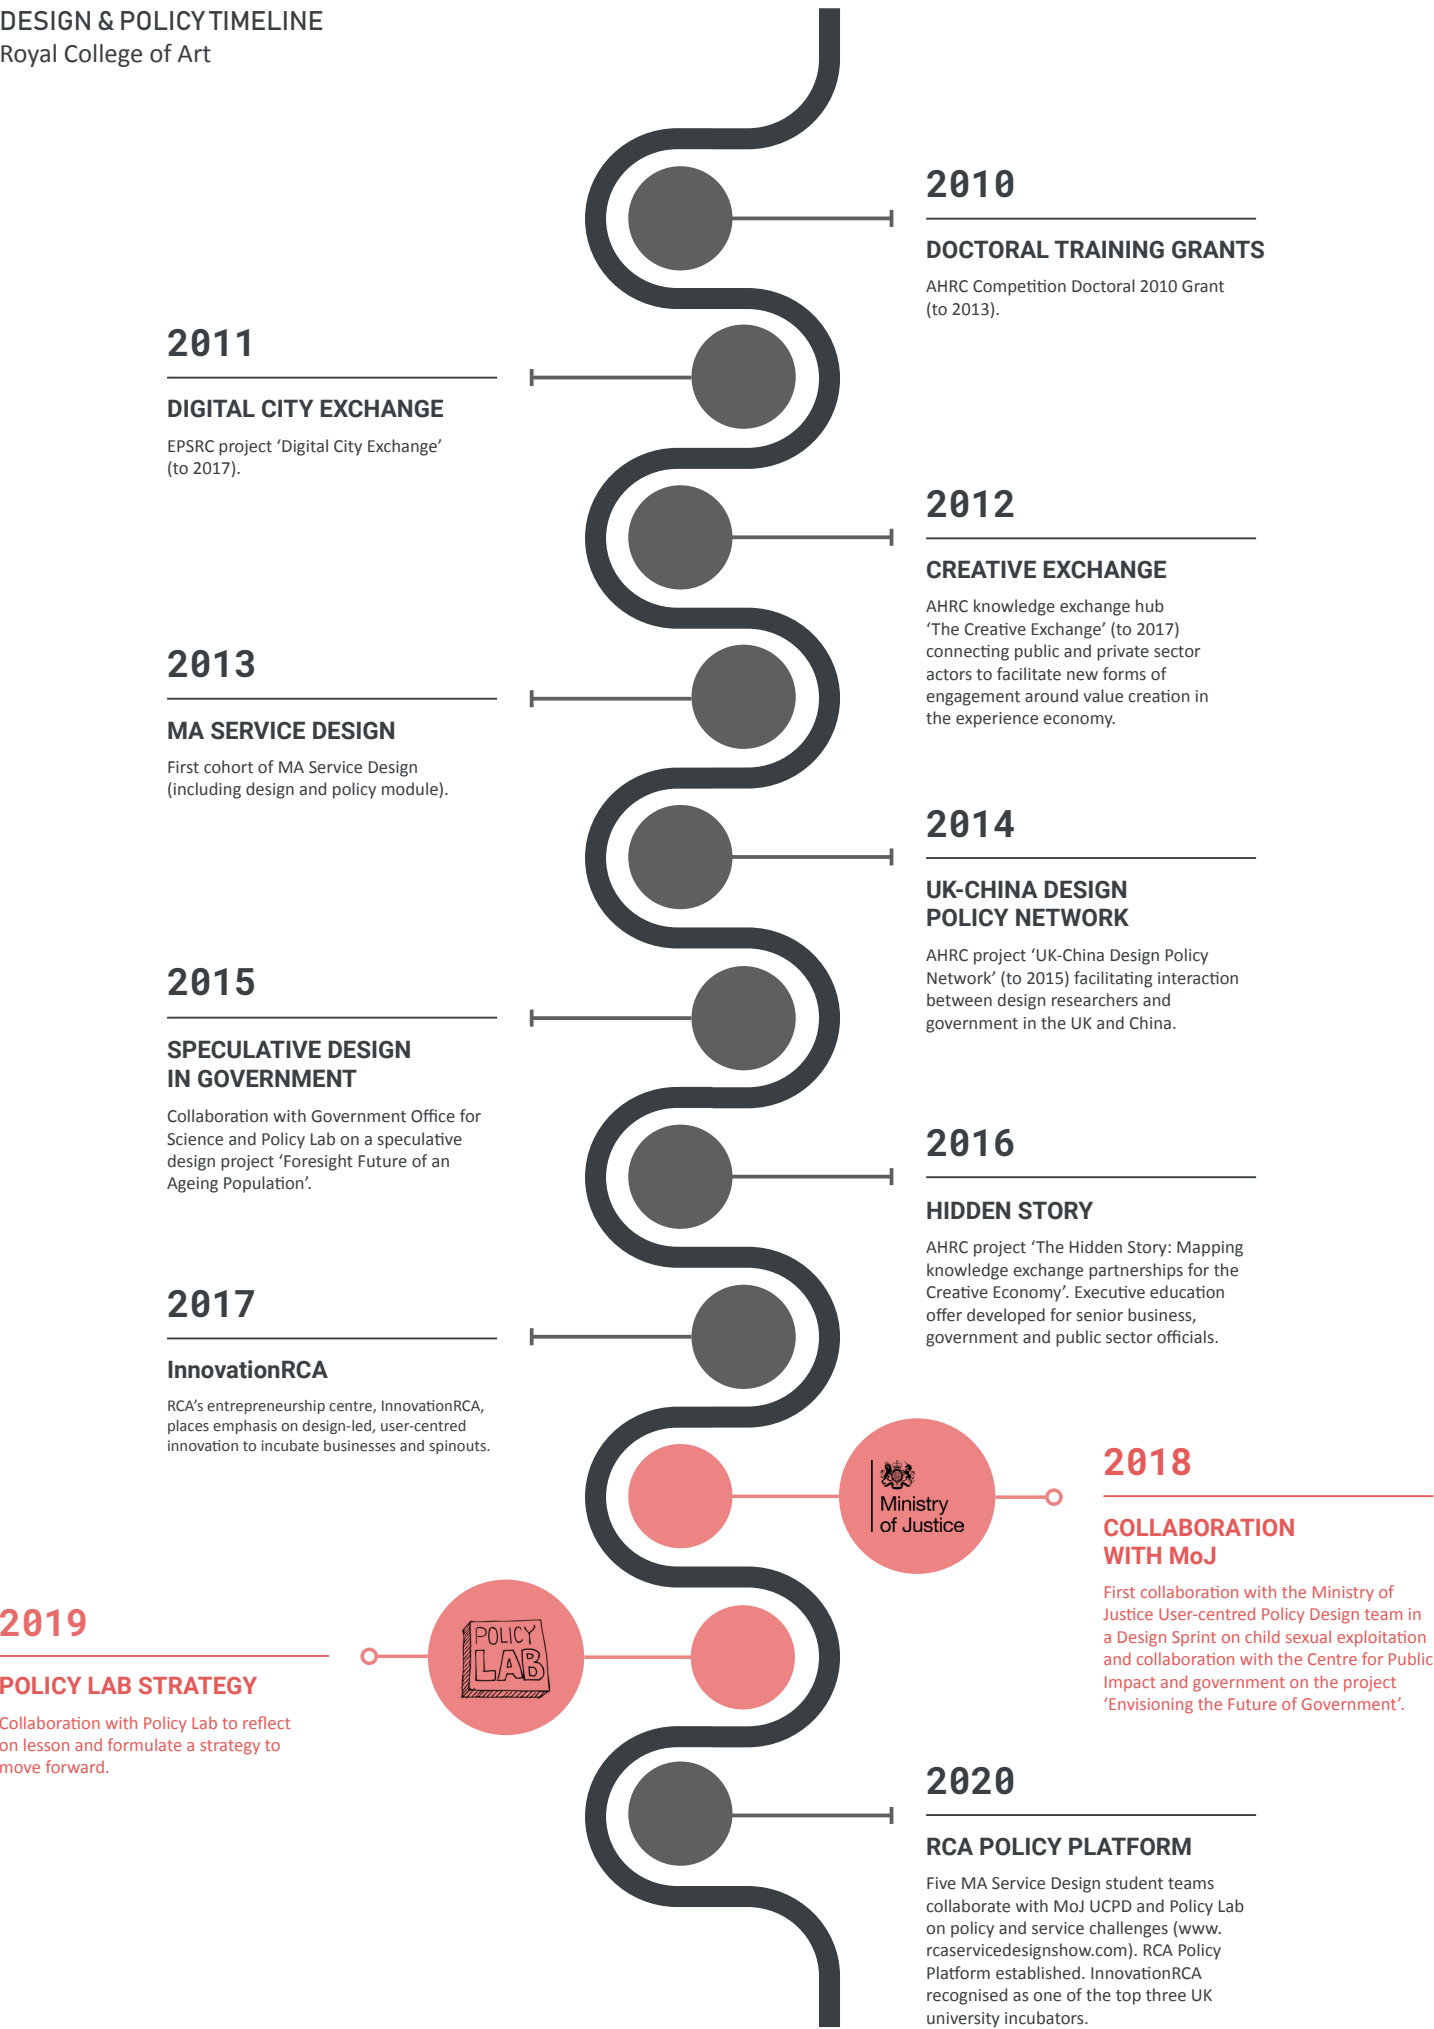 DESIGN & POLICY TIMELINE
Royal College of Art
2010
DOCTORAL TRAINING GRANTS
AHRC Competition Doctoral 2010 Grant
(to 2013).
2011
DIGITAL CITY EXCHANGE
EPSRC project ‘Digital City Exchange’
(to 2017).
2012
CREATIVE EXCHANGE
AHRC knowledge exchange hub
‘The Creative Exchange’ (to 2017)
connecting public and private sector
actors to facilitate new forms of
engagement around value creation in
the experience economy.
2013
MA SERVICE DESIGN
First cohort of MA Service Design
(including design and policy module).
2014
UK-CHINA DESIGN
POLICY NETWORK
AHRC project ‘UK-China Design Policy
Network’ (to 2015) facilitating interaction
between design researchers and
government in the UK and China.
2015
SPECULATIVE DESIGN
IN GOVERNMENT
Collaboration with Government Office for
Science and Policy Lab on a speculative
design project ‘Foresight Future of an
Ageing Population’.
2016
HIDDEN STORY
AHRC project ‘The Hidden Story: Mapping
knowledge exchange partnerships for the
Creative Economy’. Executive education
offer developed for senior business,
government and public sector officials.
2017
InnovationRCA
RCA’s entrepreneurship centre, InnovationRCA,
places emphasis on design-led, user-centred
innovation to incubate businesses and spinouts.
Ministry
of Justice
2018
COLLABORATION
WITH MoJ
First collaboration with the Ministry of
Justice User-centred Policy Design team in
a Design Sprint on child sexual exploitation
and collaboration with the Centre for Public
Impact and government on the project
‘Envisioning the Future of Government’.
2019
POLICY LAB STRATEGY
Collaboration with Policy Lab to reflect
on lesson and formulate a strategy to
move forward.
POLICY
LAB
2020
RCA POLICY PLATFORM
Five MA Service Design student teams
collaborate with MoJ UCPD and Policy Lab
on policy and service challenges (www.
rcaservicedesignshow.com). RCA Policy
Platform established. InnovationRCA
recognised as one of the top three UK
university incubators.